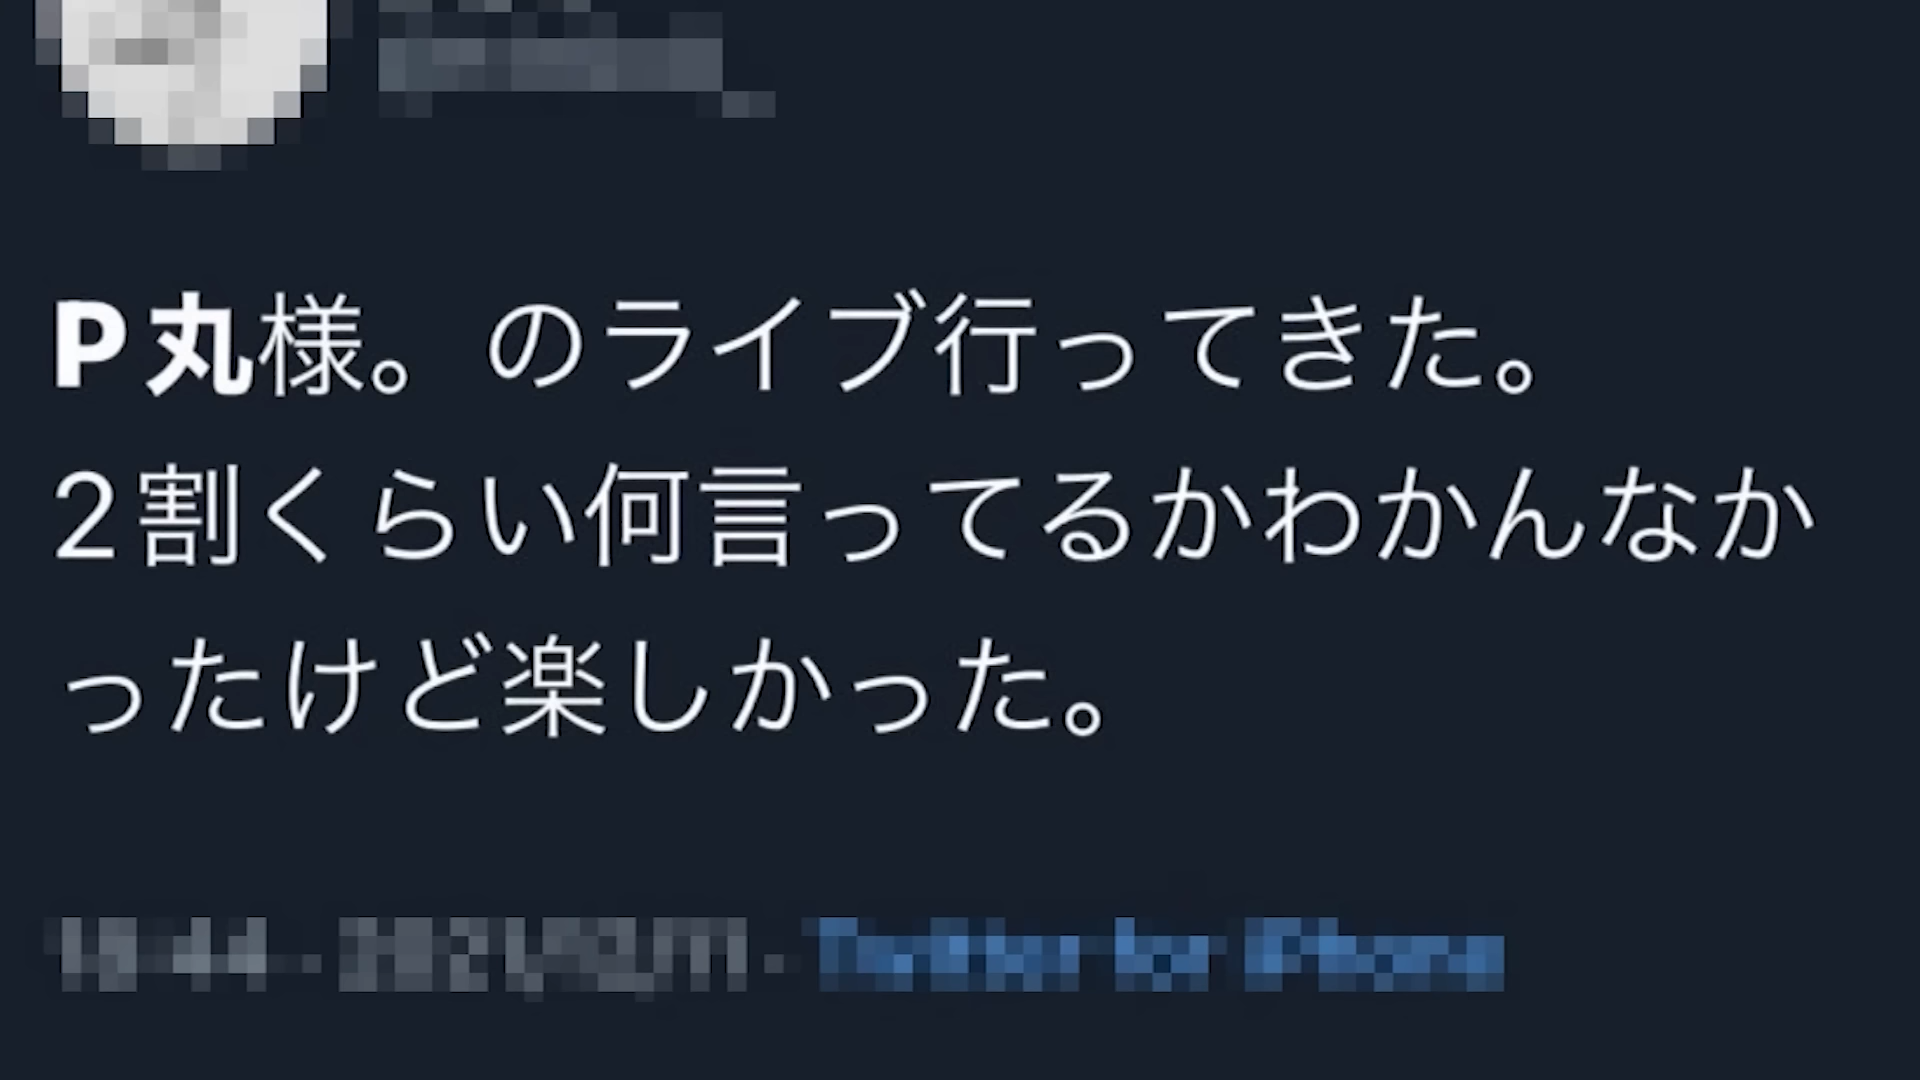 P丸様。のライブ行ってきた。
2割くらい何言ってるかわかんなか
ったけど楽しかった。